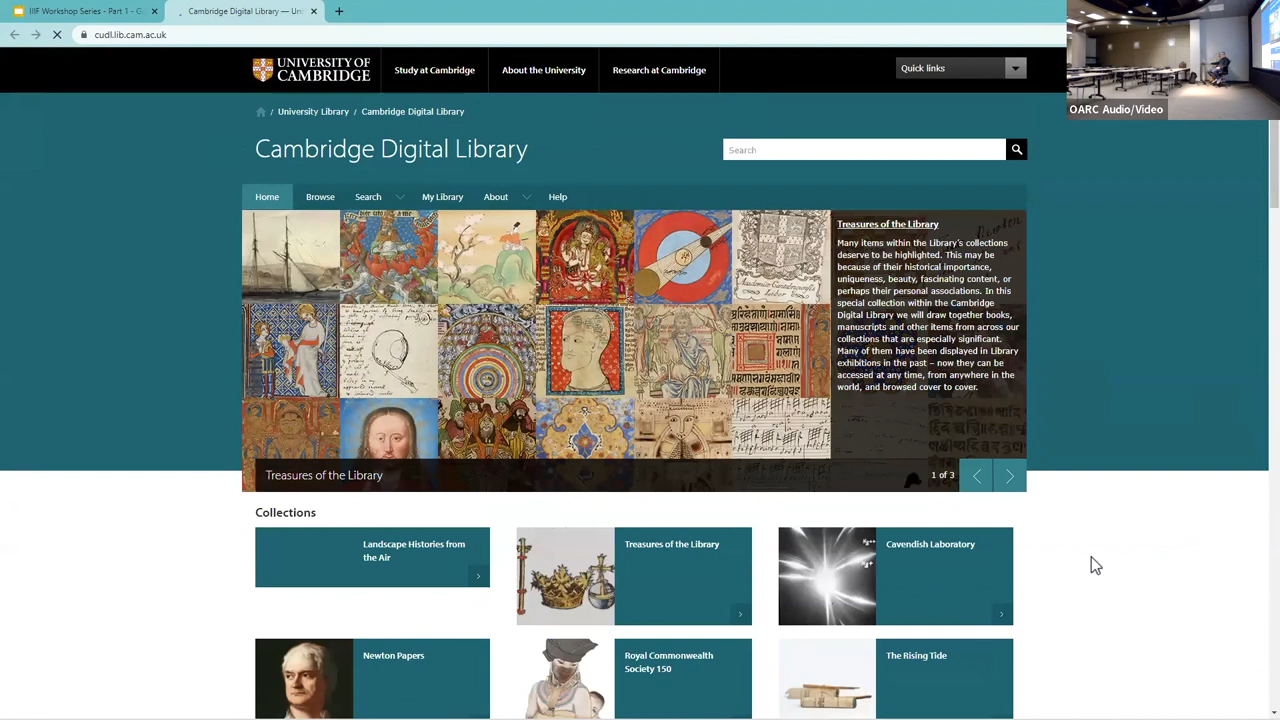 IIIF Workshop Series - Part 1 - G
Cambridge Digital Library — Un
cudl.lib.cam.ac.uk
OARC Audio/Video
UNIVERSITY OF
CAMBRIDGE
Study at Cambridge
About the University
Research at Cambridge
Quick links
/ University Library / Cambridge Digital Library
Cambridge Digital Library
Search
Home
Browse
Search
My Library
About
Help
Treasures of the Library
Many items within the Library's collections
deserve to be highlighted. This may be
because of their historical importance,
uniqueness, beauty, fascinating content, or
perhaps their personal associations. In this
special collection within the Cambridge
Digital Library we will draw together books,
manuscripts and other items from across our
collections that are especially significant.
Many of them have been displayed in Library
exhibitions in the past – now they can be
accessed at any time, from anywhere in the
world, and browsed cover to cover.
Treasures of the Library
1 of 3
Collections
Landscape Histories from
the Air
Treasures of the Library
Cavendish Laboratory
Newton Papers
Royal Commonwealth
Society 150
The Rising Tide